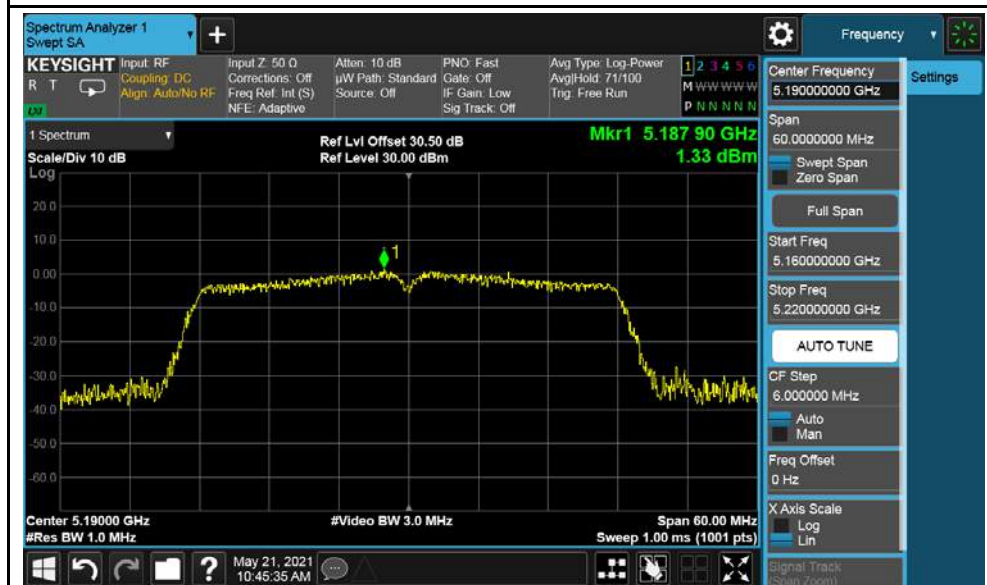 Spectrum Analyzer 1
Swept SA
+
Frequency
KEYSIGHT
R T
LXI
Input: RF
Coupling: DC
Align: Auto/No RF
Input Z: 50 Ω
Corrections: Off
Freq Ref: Int (S)
NFE: Adaptive
Atten: 10 dB
µW Path: Standard
Source: Off
PNO: Fast
Gate: Off
IF Gain: Low
Sig Track: Off
Avg Type: Log-Power
Avg|Hold: 71/100
Trig: Free Run
1 2 3 4 5 6
M W W W W W
P N N N N N
1 Spectrum
Scale/Div 10 dB
Log
Ref Lvl Offset 30.50 dB
Ref Level 30.00 dBm
Mkr1 5.187 90 GHz
1.33 dBm
20.0
10.0
0.00
-10.0
-20.0
-30.0
-40.0
-50.0
-60.0
1
Center 5.19000 GHz
#Res BW 1.0 MHz
#Video BW 3.0 MHz
Span 60.00 MHz
Sweep 1.00 ms (1001 pts)
Center Frequency
5.190000000 GHz
Settings
Span
60.0000000 MHz
Swept Span
Zero Span
Full Span
Start Freq
5.160000000 GHz
Stop Freq
5.220000000 GHz
AUTO TUNE
CF Step
6.000000 MHz
Auto
Man
Freq Offset
0 Hz
X Axis Scale
Log
Lin
Signal Track
(Span Zoom)
?
May 21, 2021
10:45:35 AM